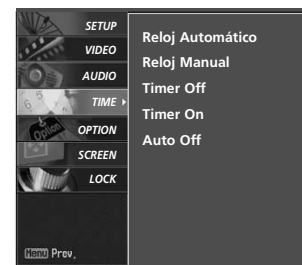 SETUP
VIDEO
AUDIO
TIME
OPTION
SCREEN
LOCK
Menu Prev.
Reloj Automático
Reloj Manual
Timer Off
Timer On
Auto Off